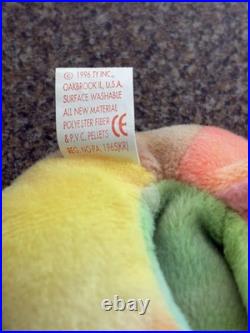 © 1996 TY INC.,
OAKBROOK IL, U.S.A.
SURFACE WASHABLE
ALL NEW MATERIAL
POLYESTER FIBER
& P.V.C. PELLETS CE
REG. NO PA. 1965(KR)